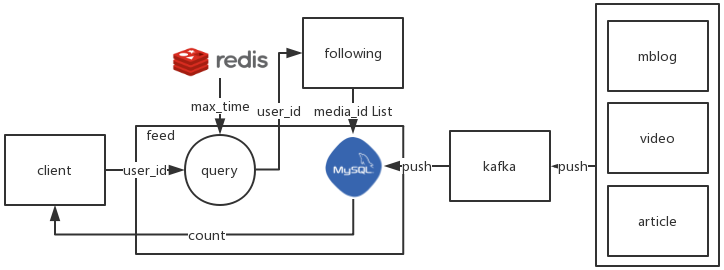 redis
following
mblog
max_time
user_id
media_id List
feed
client
user_id
query
MySQL
push
kafka
push
video
article
count